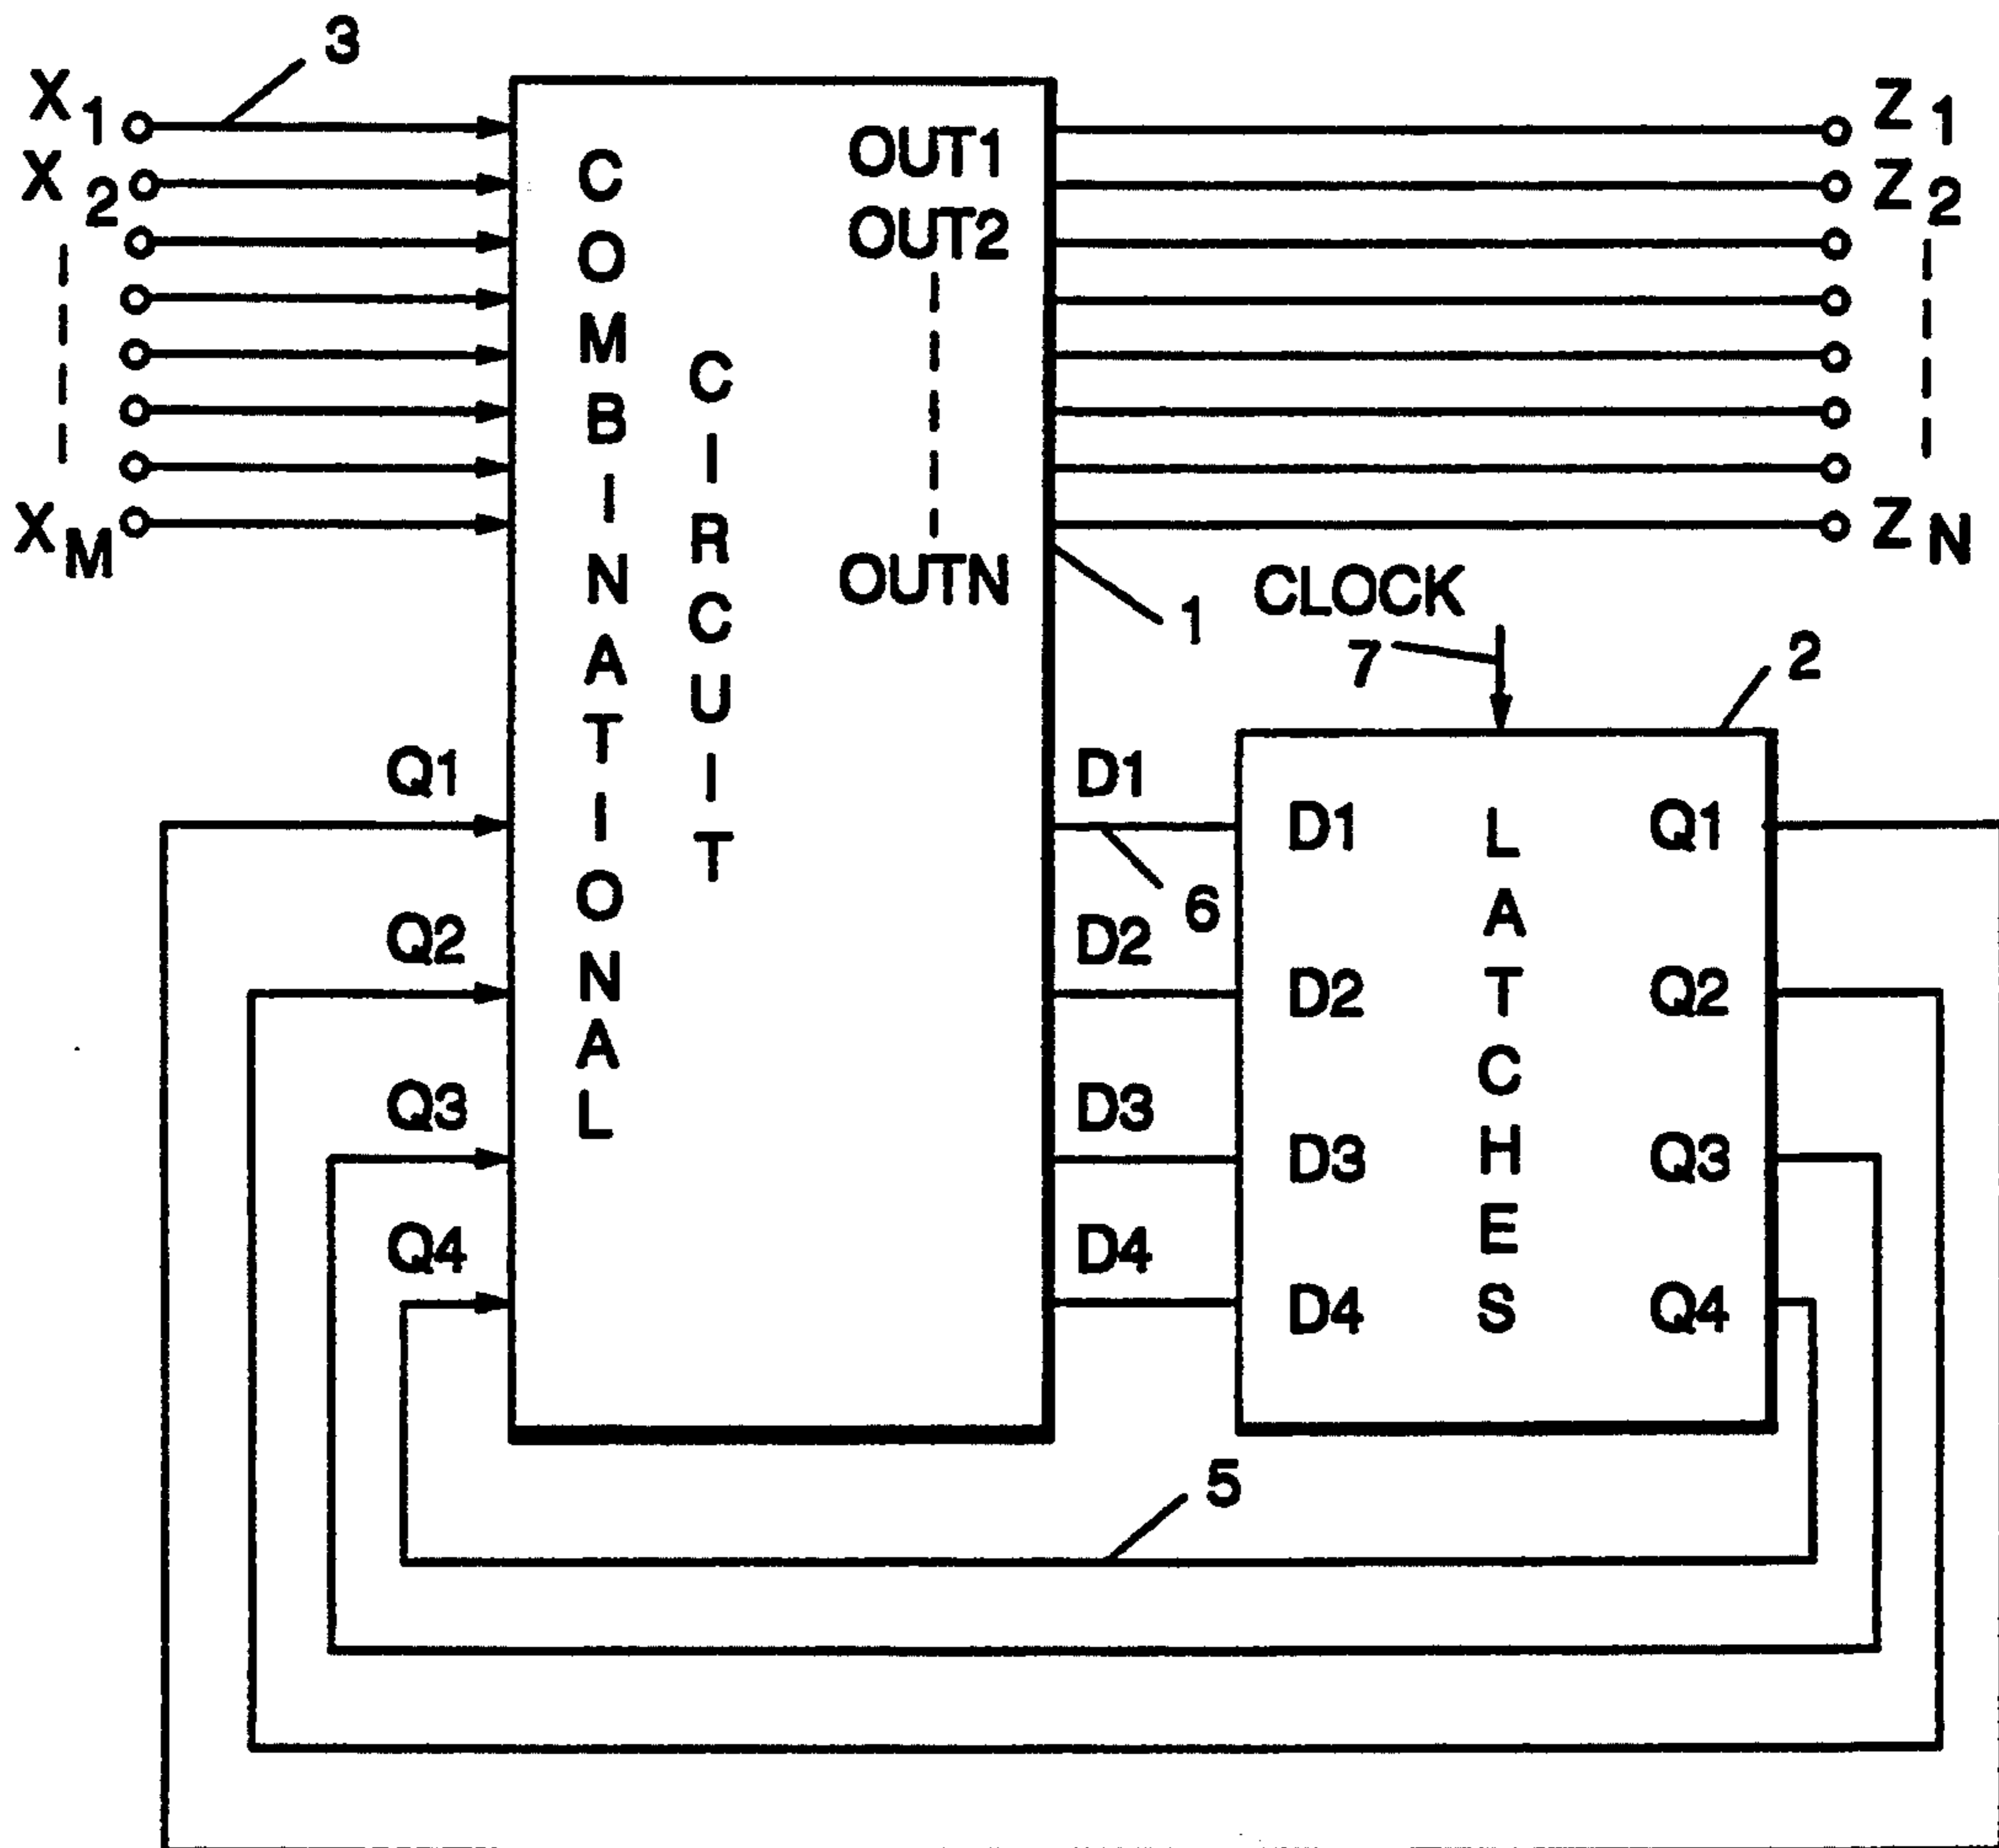 3
X1
X2
XM
COMBINATIONAL
CIRCUIT
OUT1
OUT2
OUTN
Z1
Z2
ZN
1
CLOCK
7
2
Q1
Q2
Q3
Q4
D1
6
D2
D3
D4
D1
D2
D3
D4
LATCHES
Q1
Q2
Q3
Q4
5